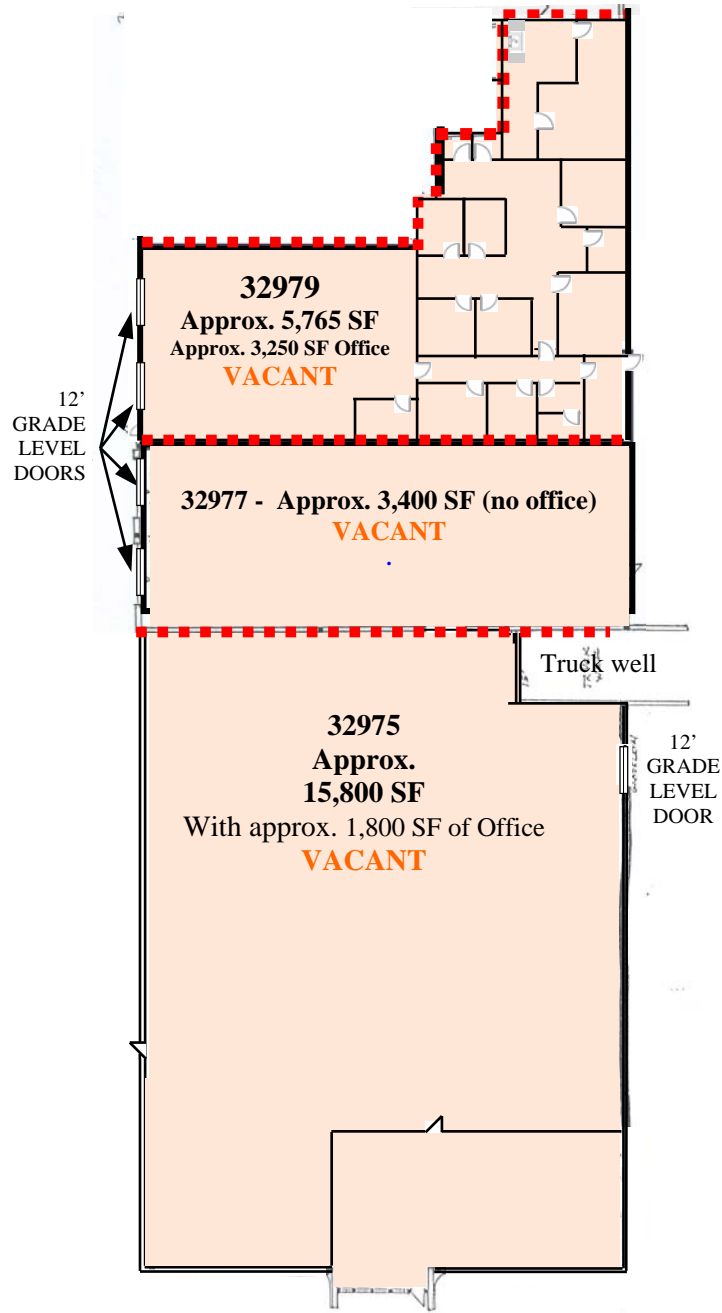 32979
Approx. 5,765 SF
Approx. 3,250 SF Office
VACANT
12’
GRADE
LEVEL
DOORS
32977 - Approx. 3,400 SF (no office)
VACANT
Truck well
32975
Approx.
15,800 SF
With approx. 1,800 SF of Office
VACANT
12’
GRADE
LEVEL
DOOR